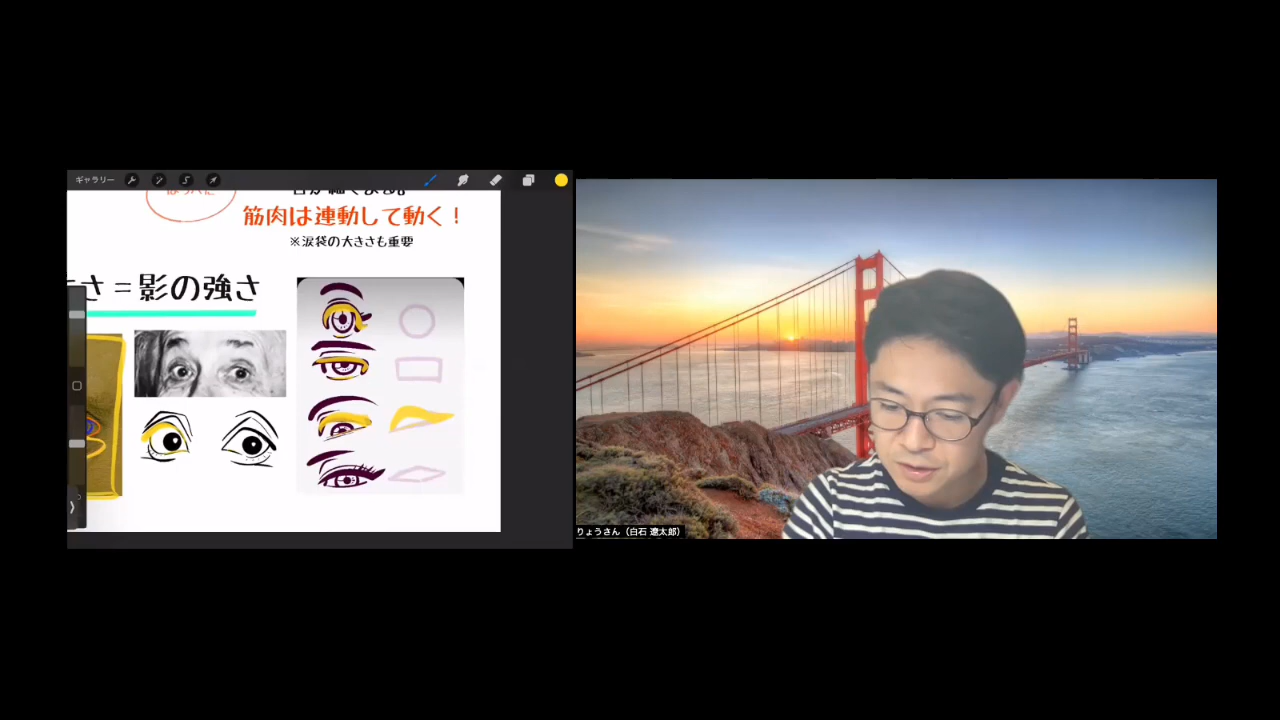 ギャラリー
筋肉は連動して動く!
※涙袋の大きさも重要
さ=影の強さ
りょうさん(白石 遼太郎)